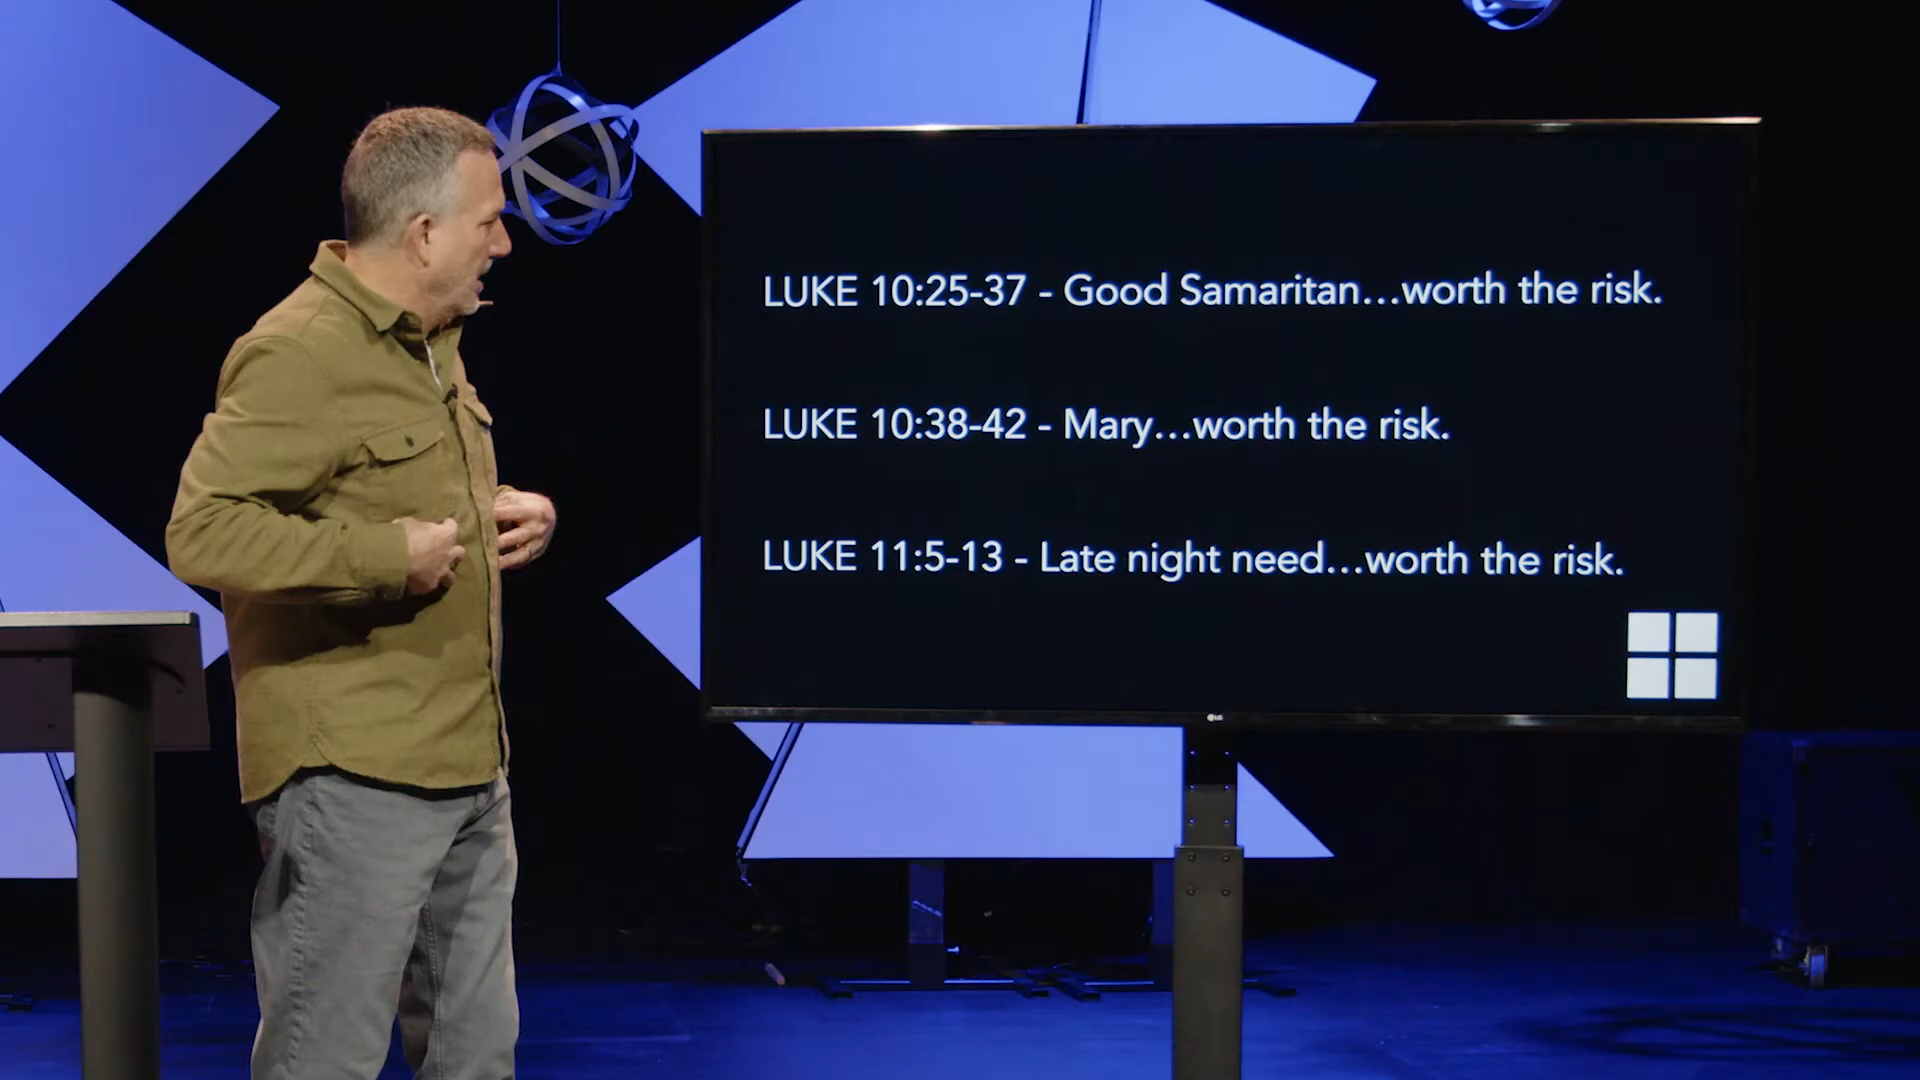 LUKE 10:25-37 - Good Samaritan…worth the risk.
LUKE 10:38-42 - Mary…worth the risk.
LUKE 11:5-13 - Late night need…worth the risk.
LG